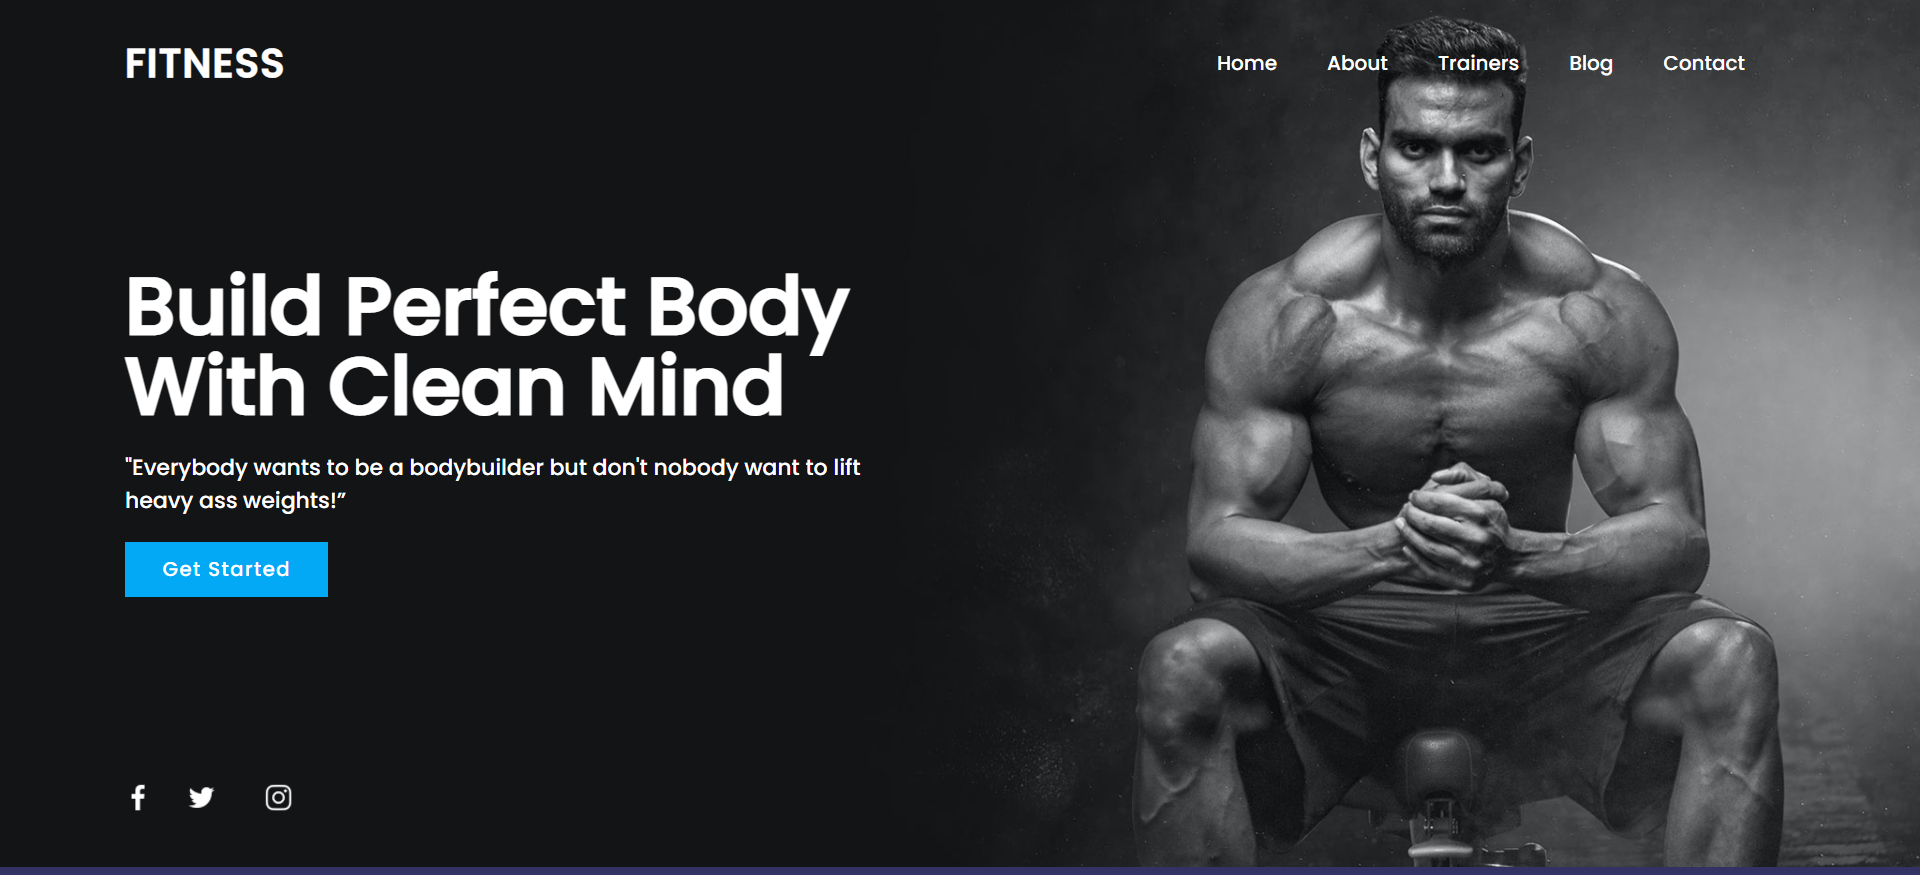 FITNESS
Home About Trainers Blog Contact
Build Perfect Body
With Clean Mind
"Everybody wants to be a bodybuilder but don't nobody want to lift
heavy ass weights!”
Get Started